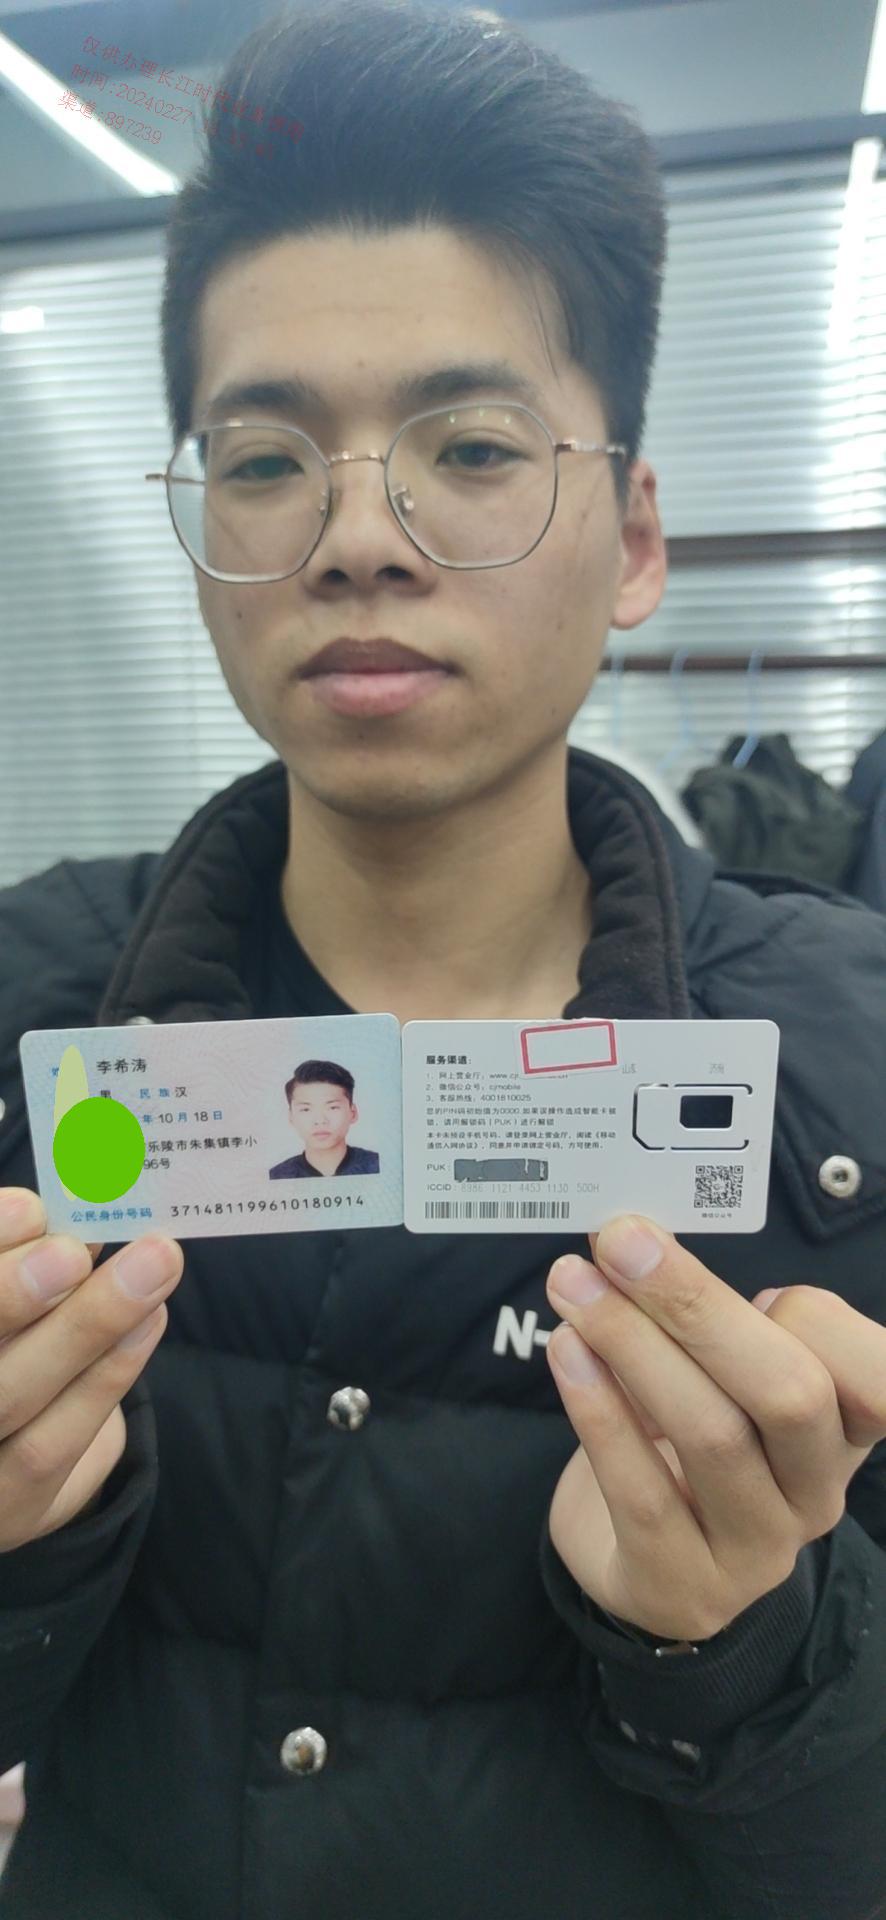 仅供办理长江时代业务使用
时间:20240227
渠道:897239
李希涛
男 民族 汉
年 10 月 18 日
乐陵市朱集镇李小
96号
公民身份号码 371481199610180914
服务渠道:
1. 网上营业厅: www.cj
2. 微信公众号: cjmobile
3. 客服热线: 4001810025
您的PIN码初始值为0000,如果误操作造成智能卡被
锁, 请用解锁码 (PUK) 进行解锁
本卡未预设手机号码, 请登录网上营业厅, 阅读《移动
通信入网协议》, 同意并申请绑定号码, 方可使用。
PUK:
ICCID: 8986 1121 4453 1130 500H
山东 济南
微信公众号
N-